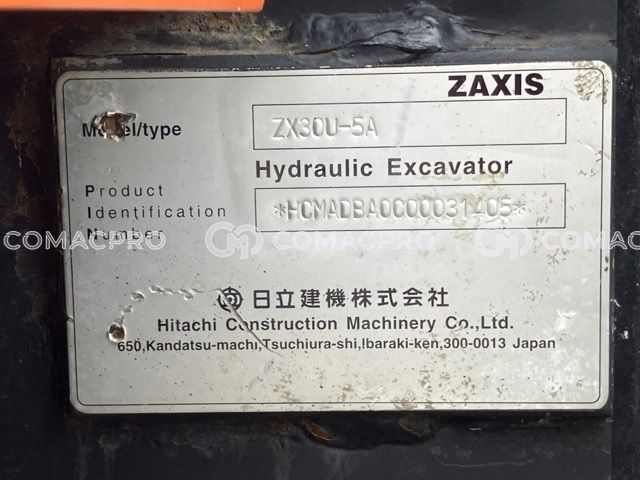 ZAXIS
Model/type ZX30U-5A
Hydraulic Excavator
Product
Identification *HCMADBA0C00031405*
Number
COMACPRO COMACPRO COMACPRO
日立建機株式会社
Hitachi Construction Machinery Co.,Ltd.
650,Kandatsu-machi,Tsuchiura-shi,Ibaraki-ken,300-0013 Japan